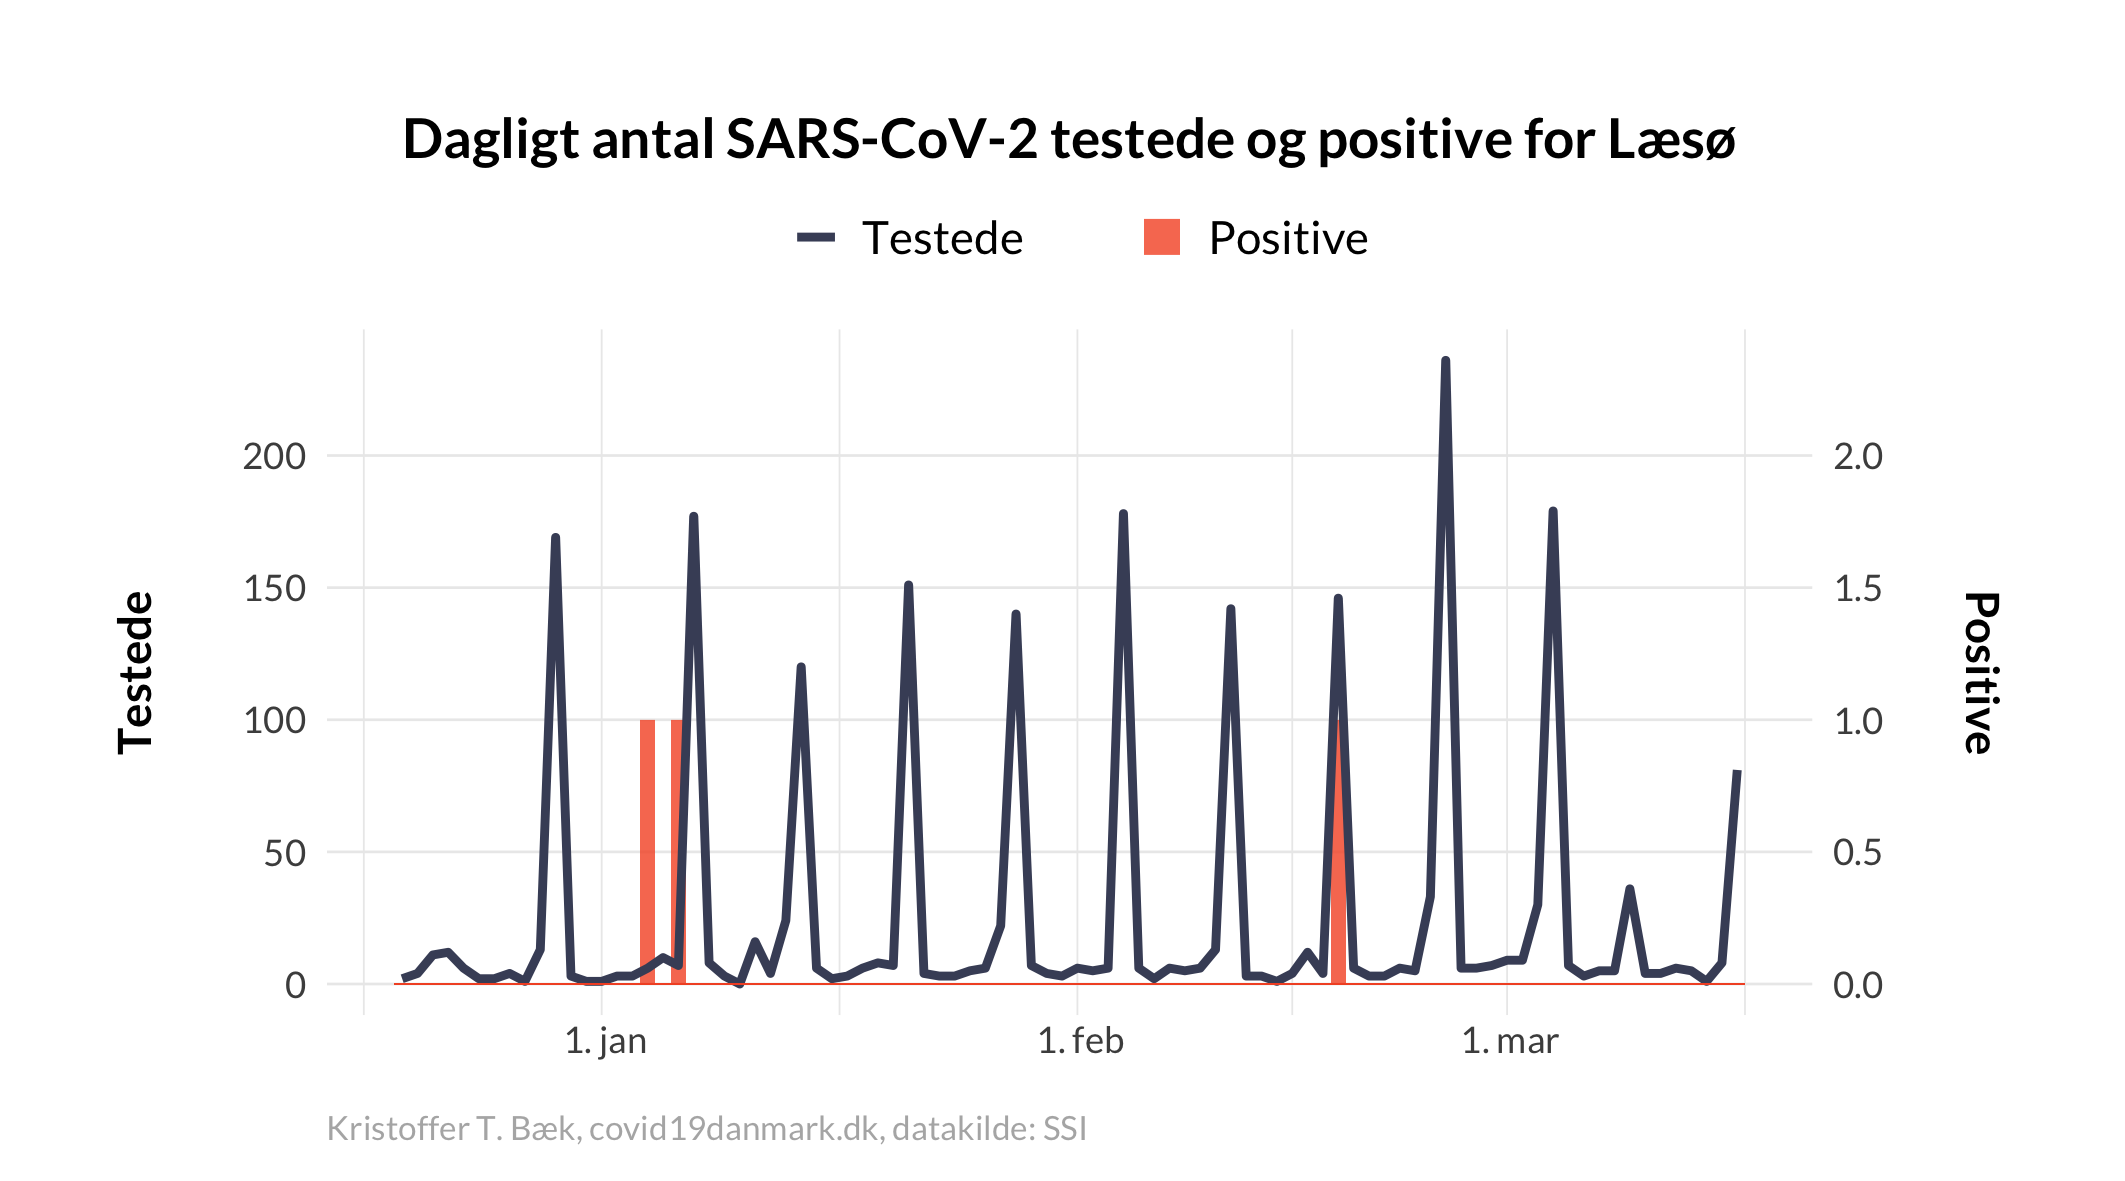 Dagligt antal SARS-CoV-2 testede og positive for Læsø
Testede
Positive
200
150
100
50
0
2.0
1.5
1.0
0.5
0.0
Testede
Positive
1. jan
1. feb
1. mar
Kristoffer T. Bæk, covid19danmark.dk, datakilde: SSI